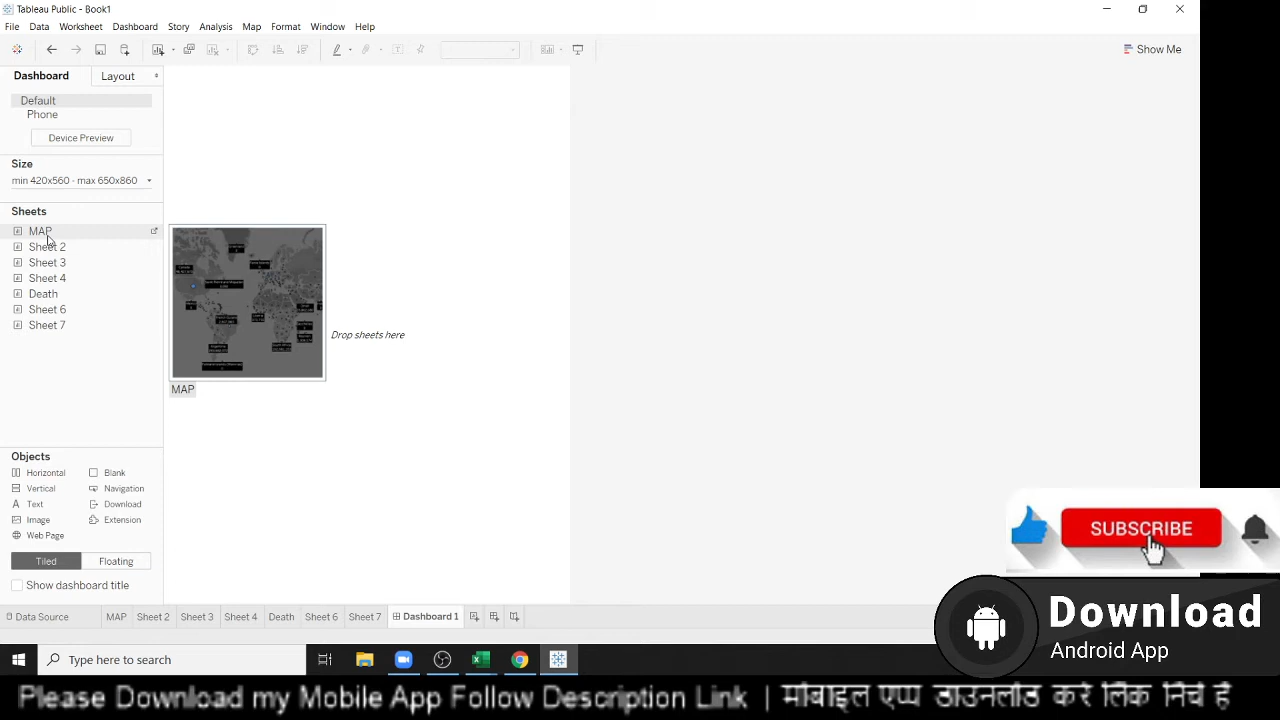 Tableau Public - Book1
File Data Worksheet Dashboard Story Analysis Map Format Window Help
Show Me
Dashboard Layout
Default
Phone
Device Preview
Size
min 420x560 - max 650x860
Sheets
MAP
Sheet 2
Sheet 3
Sheet 4
Death
Sheet 6
Sheet 7
Drop sheets here
MAP
Objects
Horizontal Blank
Vertical Navigation
Text Download
Image Extension
Web Page
Tiled Floating
Show dashboard title
SUBSCRIBE
Data Source MAP Sheet 2 Sheet 3 Sheet 4 Death Sheet 6 Sheet 7 Dashboard 1
Download
Android App
Type here to search
Please Download my Mobile App Follow Description Link | मोबाइल एप्प डाउनलोड करे लिंक निचे है